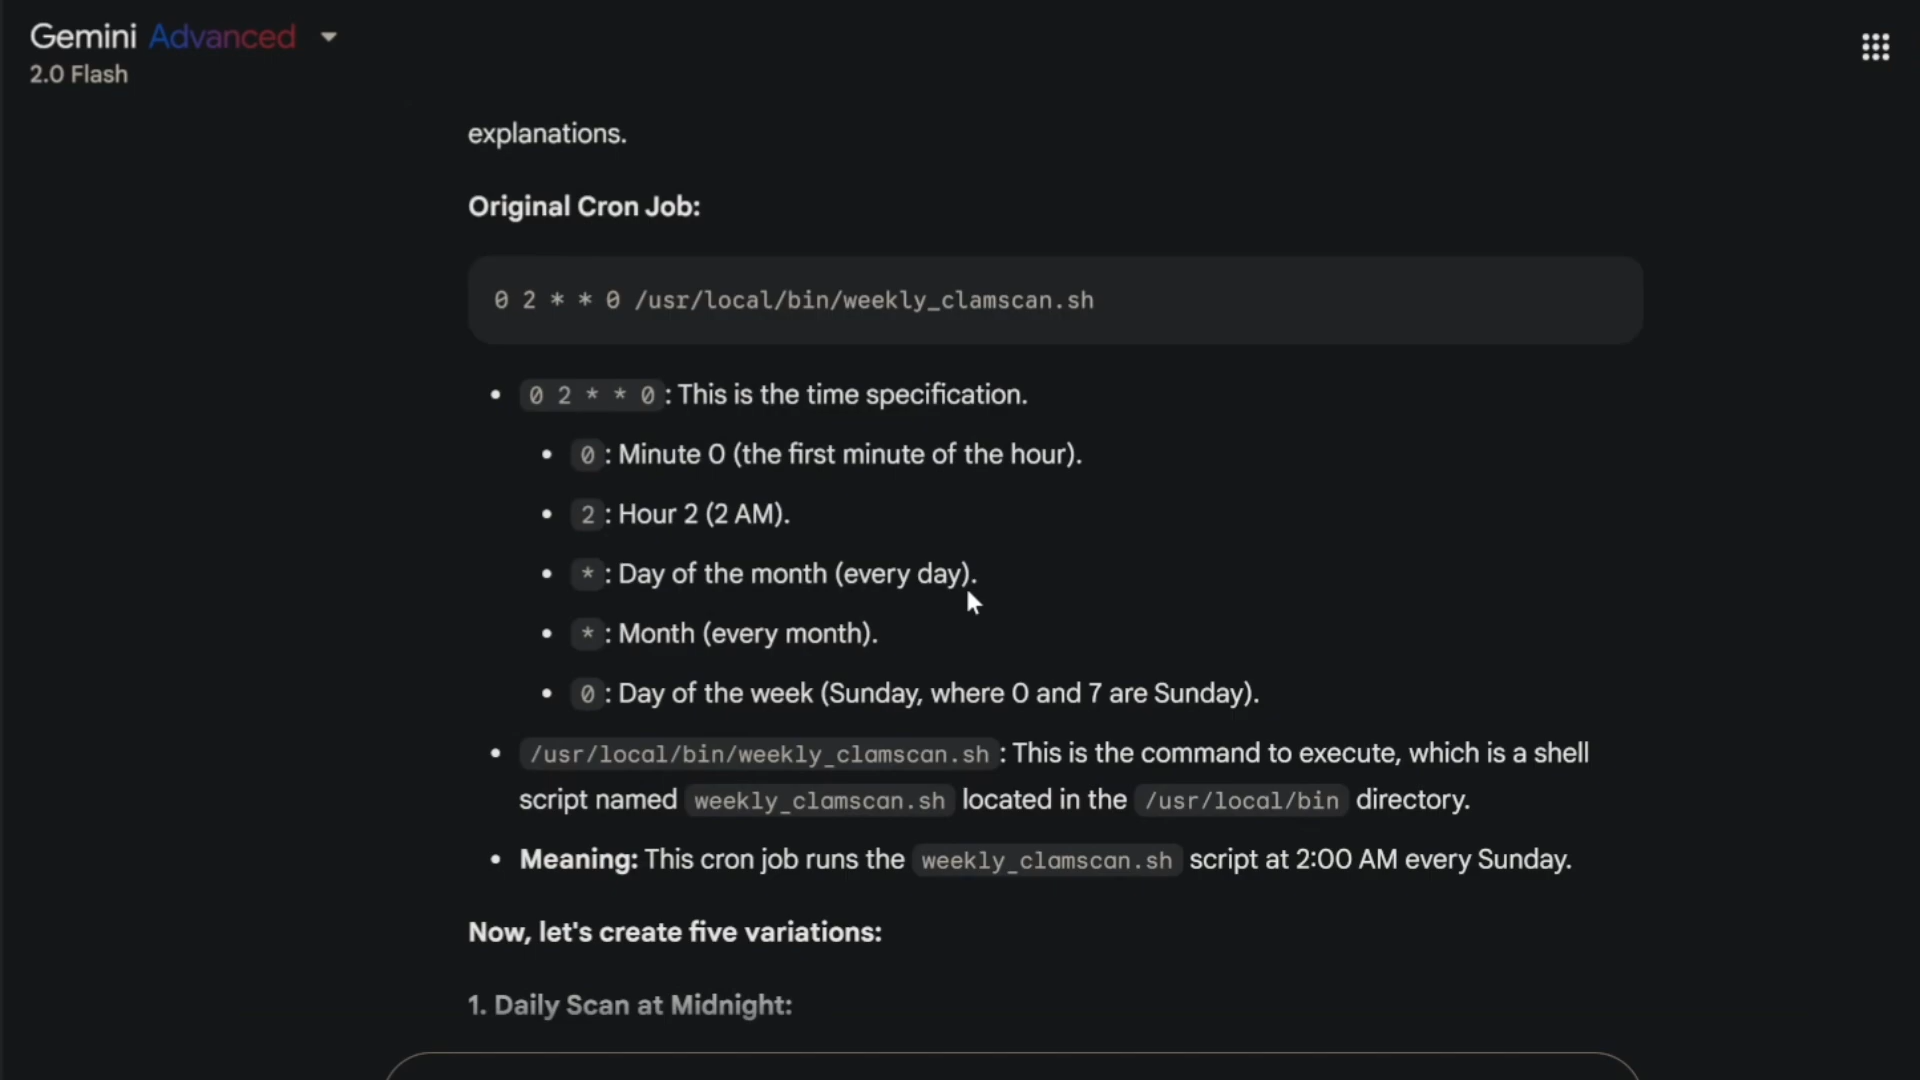 Gemini Advanced
2.0 Flash
explanations.
Original Cron Job:
0 2 * * 0 /usr/local/bin/weekly_clamscan.sh
• 0 2 * * 0 : This is the time specification.
• 0 : Minute 0 (the first minute of the hour).
• 2 : Hour 2 (2 AM).
• * : Day of the month (every day).
• * : Month (every month).
• 0 : Day of the week (Sunday, where 0 and 7 are Sunday).
• /usr/local/bin/weekly_clamscan.sh : This is the command to execute, which is a shell
script named weekly_clamscan.sh located in the /usr/local/bin directory.
• Meaning: This cron job runs the weekly_clamscan.sh script at 2:00 AM every Sunday.
Now, let's create five variations:
1. Daily Scan at Midnight: